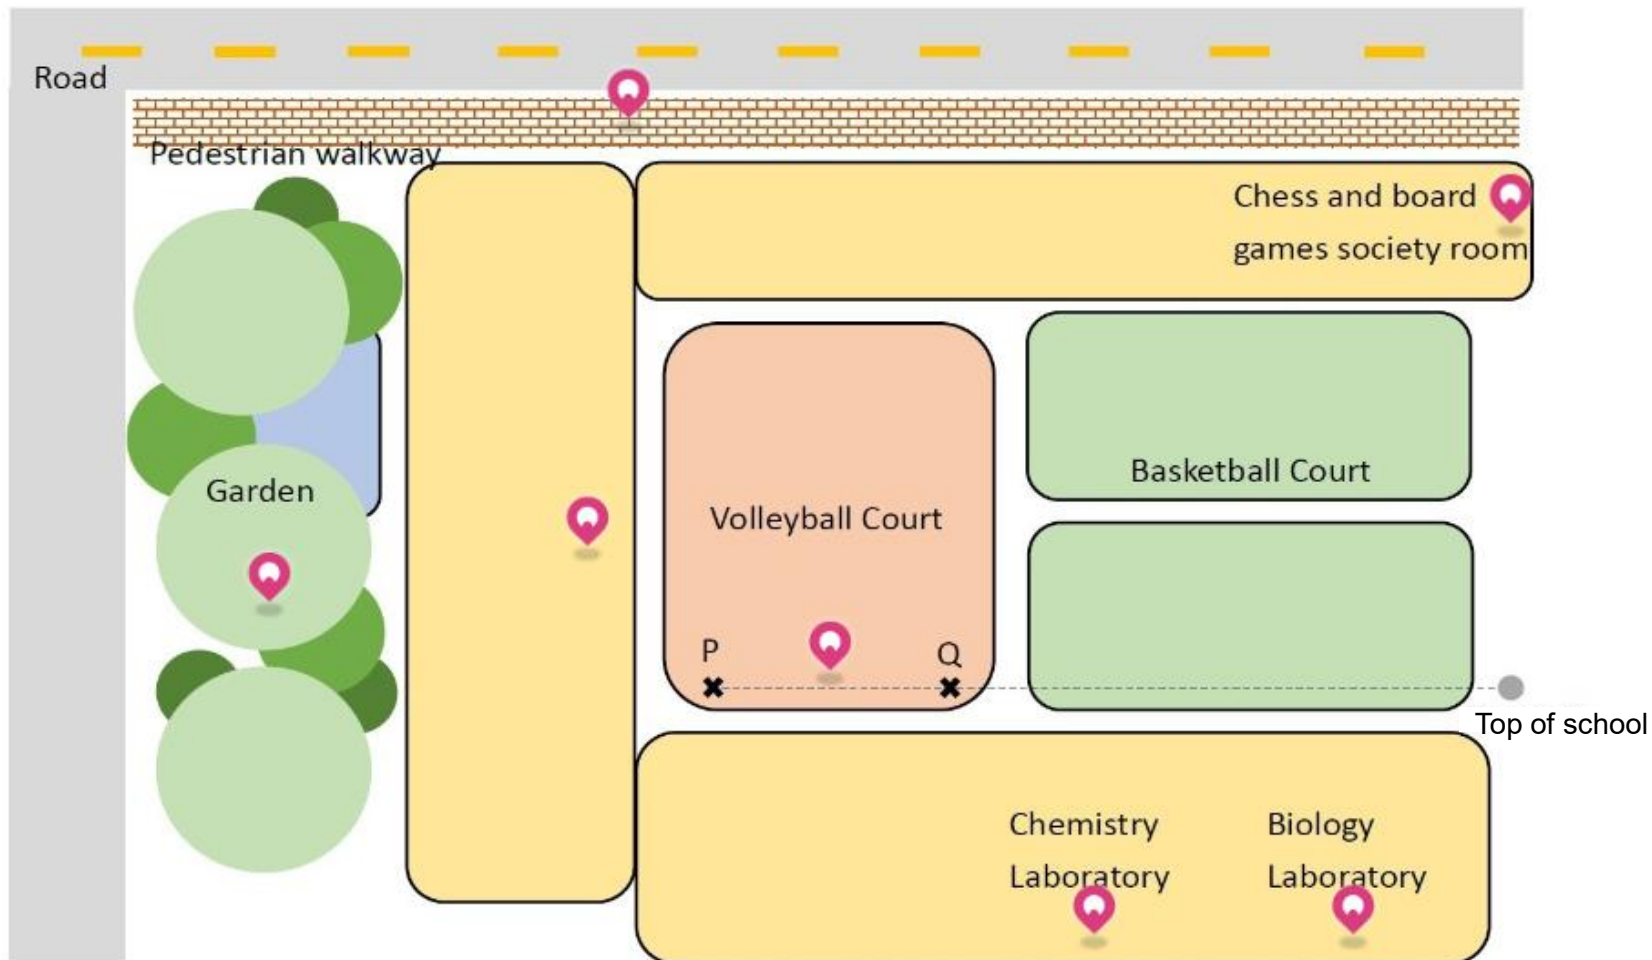 Road
Pedestrian walkway
Chess and board
games society room
Garden
Volleyball Court
Basketball Court
P
Q
Top of school
Chemistry
Laboratory
Biology
Laboratory